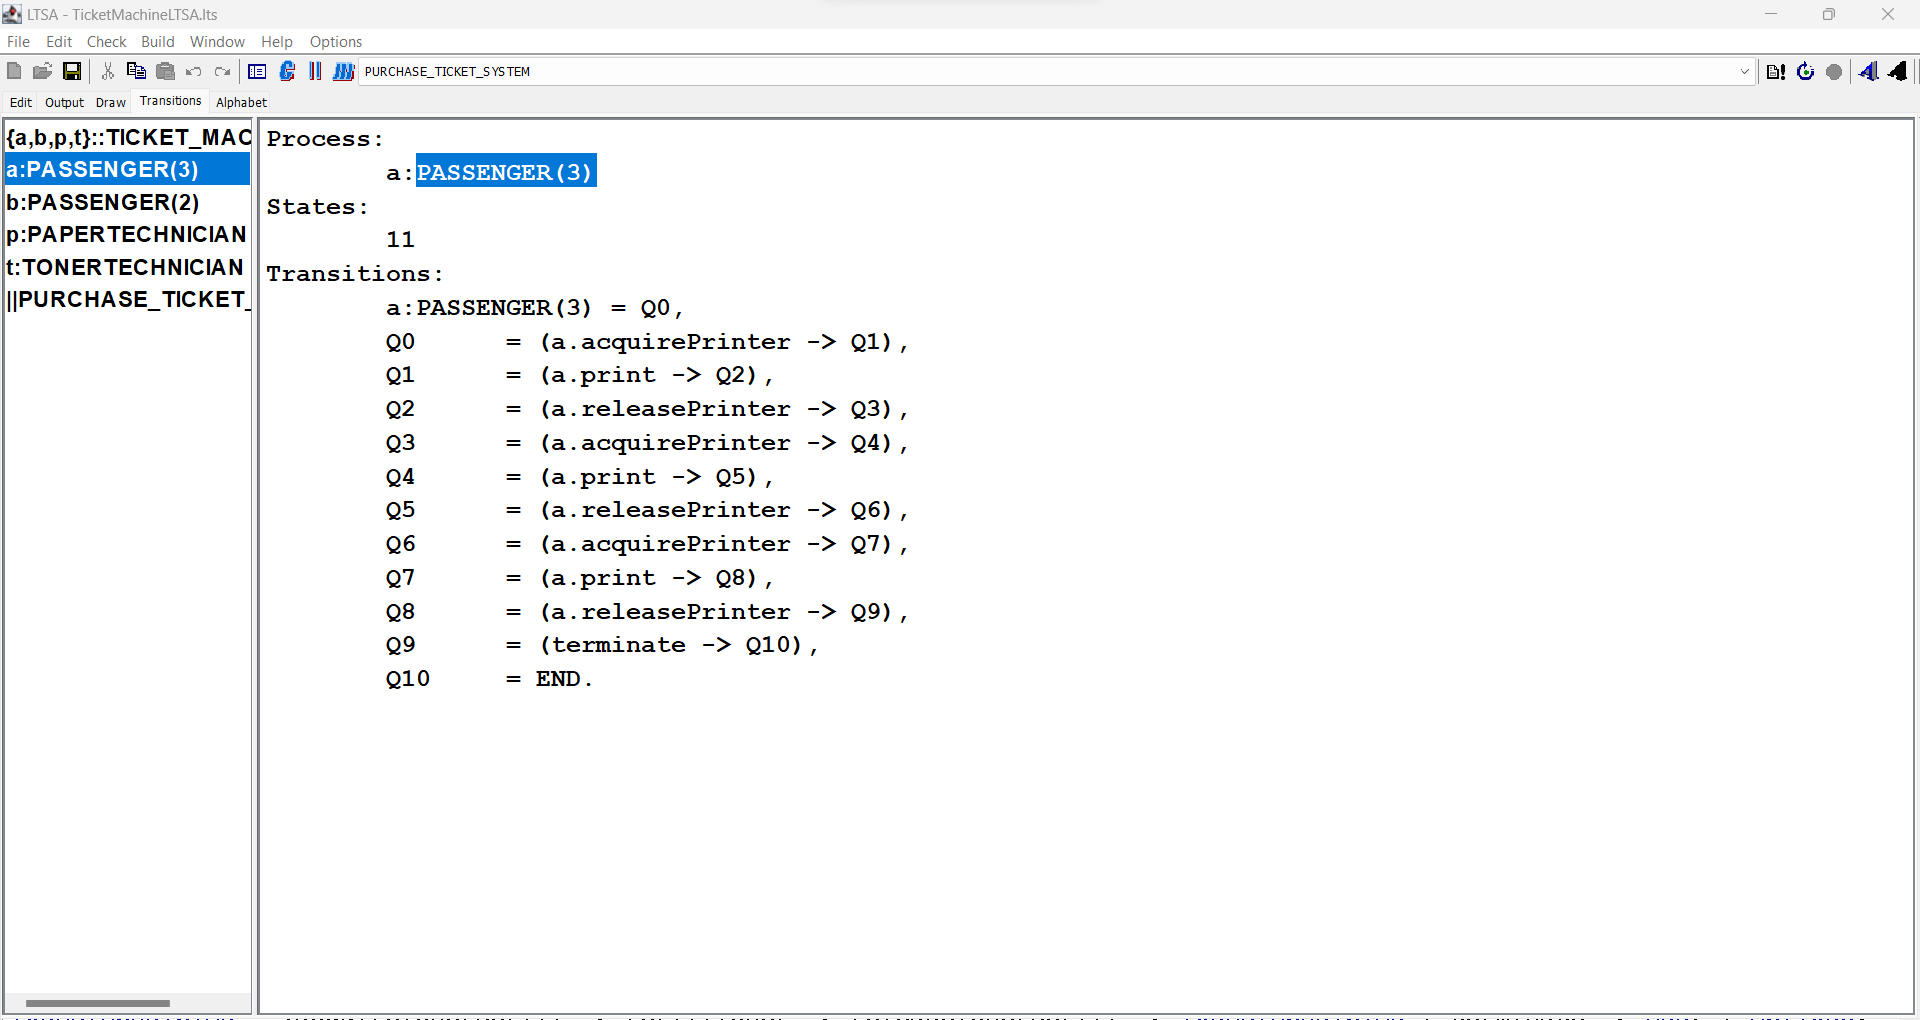 LTSA - TicketMachineLTSA.lts
File Edit Check Build Window Help Options
PURCHASE_TICKET_SYSTEM
Edit Output Draw Transitions Alphabet
{a,b,p,t}::TICKET_MAC
a:PASSENGER(3)
b:PASSENGER(2)
p:PAPERTECHNICIAN
t:TONERTECHNICIAN
||PURCHASE_TICKET_
Process:
a:PASSENGER(3)
States:
11
Transitions:
a:PASSENGER(3) = Q0,
Q0 = (a.acquirePrinter -> Q1),
Q1 = (a.print -> Q2),
Q2 = (a.releasePrinter -> Q3),
Q3 = (a.acquirePrinter -> Q4),
Q4 = (a.print -> Q5),
Q5 = (a.releasePrinter -> Q6),
Q6 = (a.acquirePrinter -> Q7),
Q7 = (a.print -> Q8),
Q8 = (a.releasePrinter -> Q9),
Q9 = (terminate -> Q10),
Q10 = END.